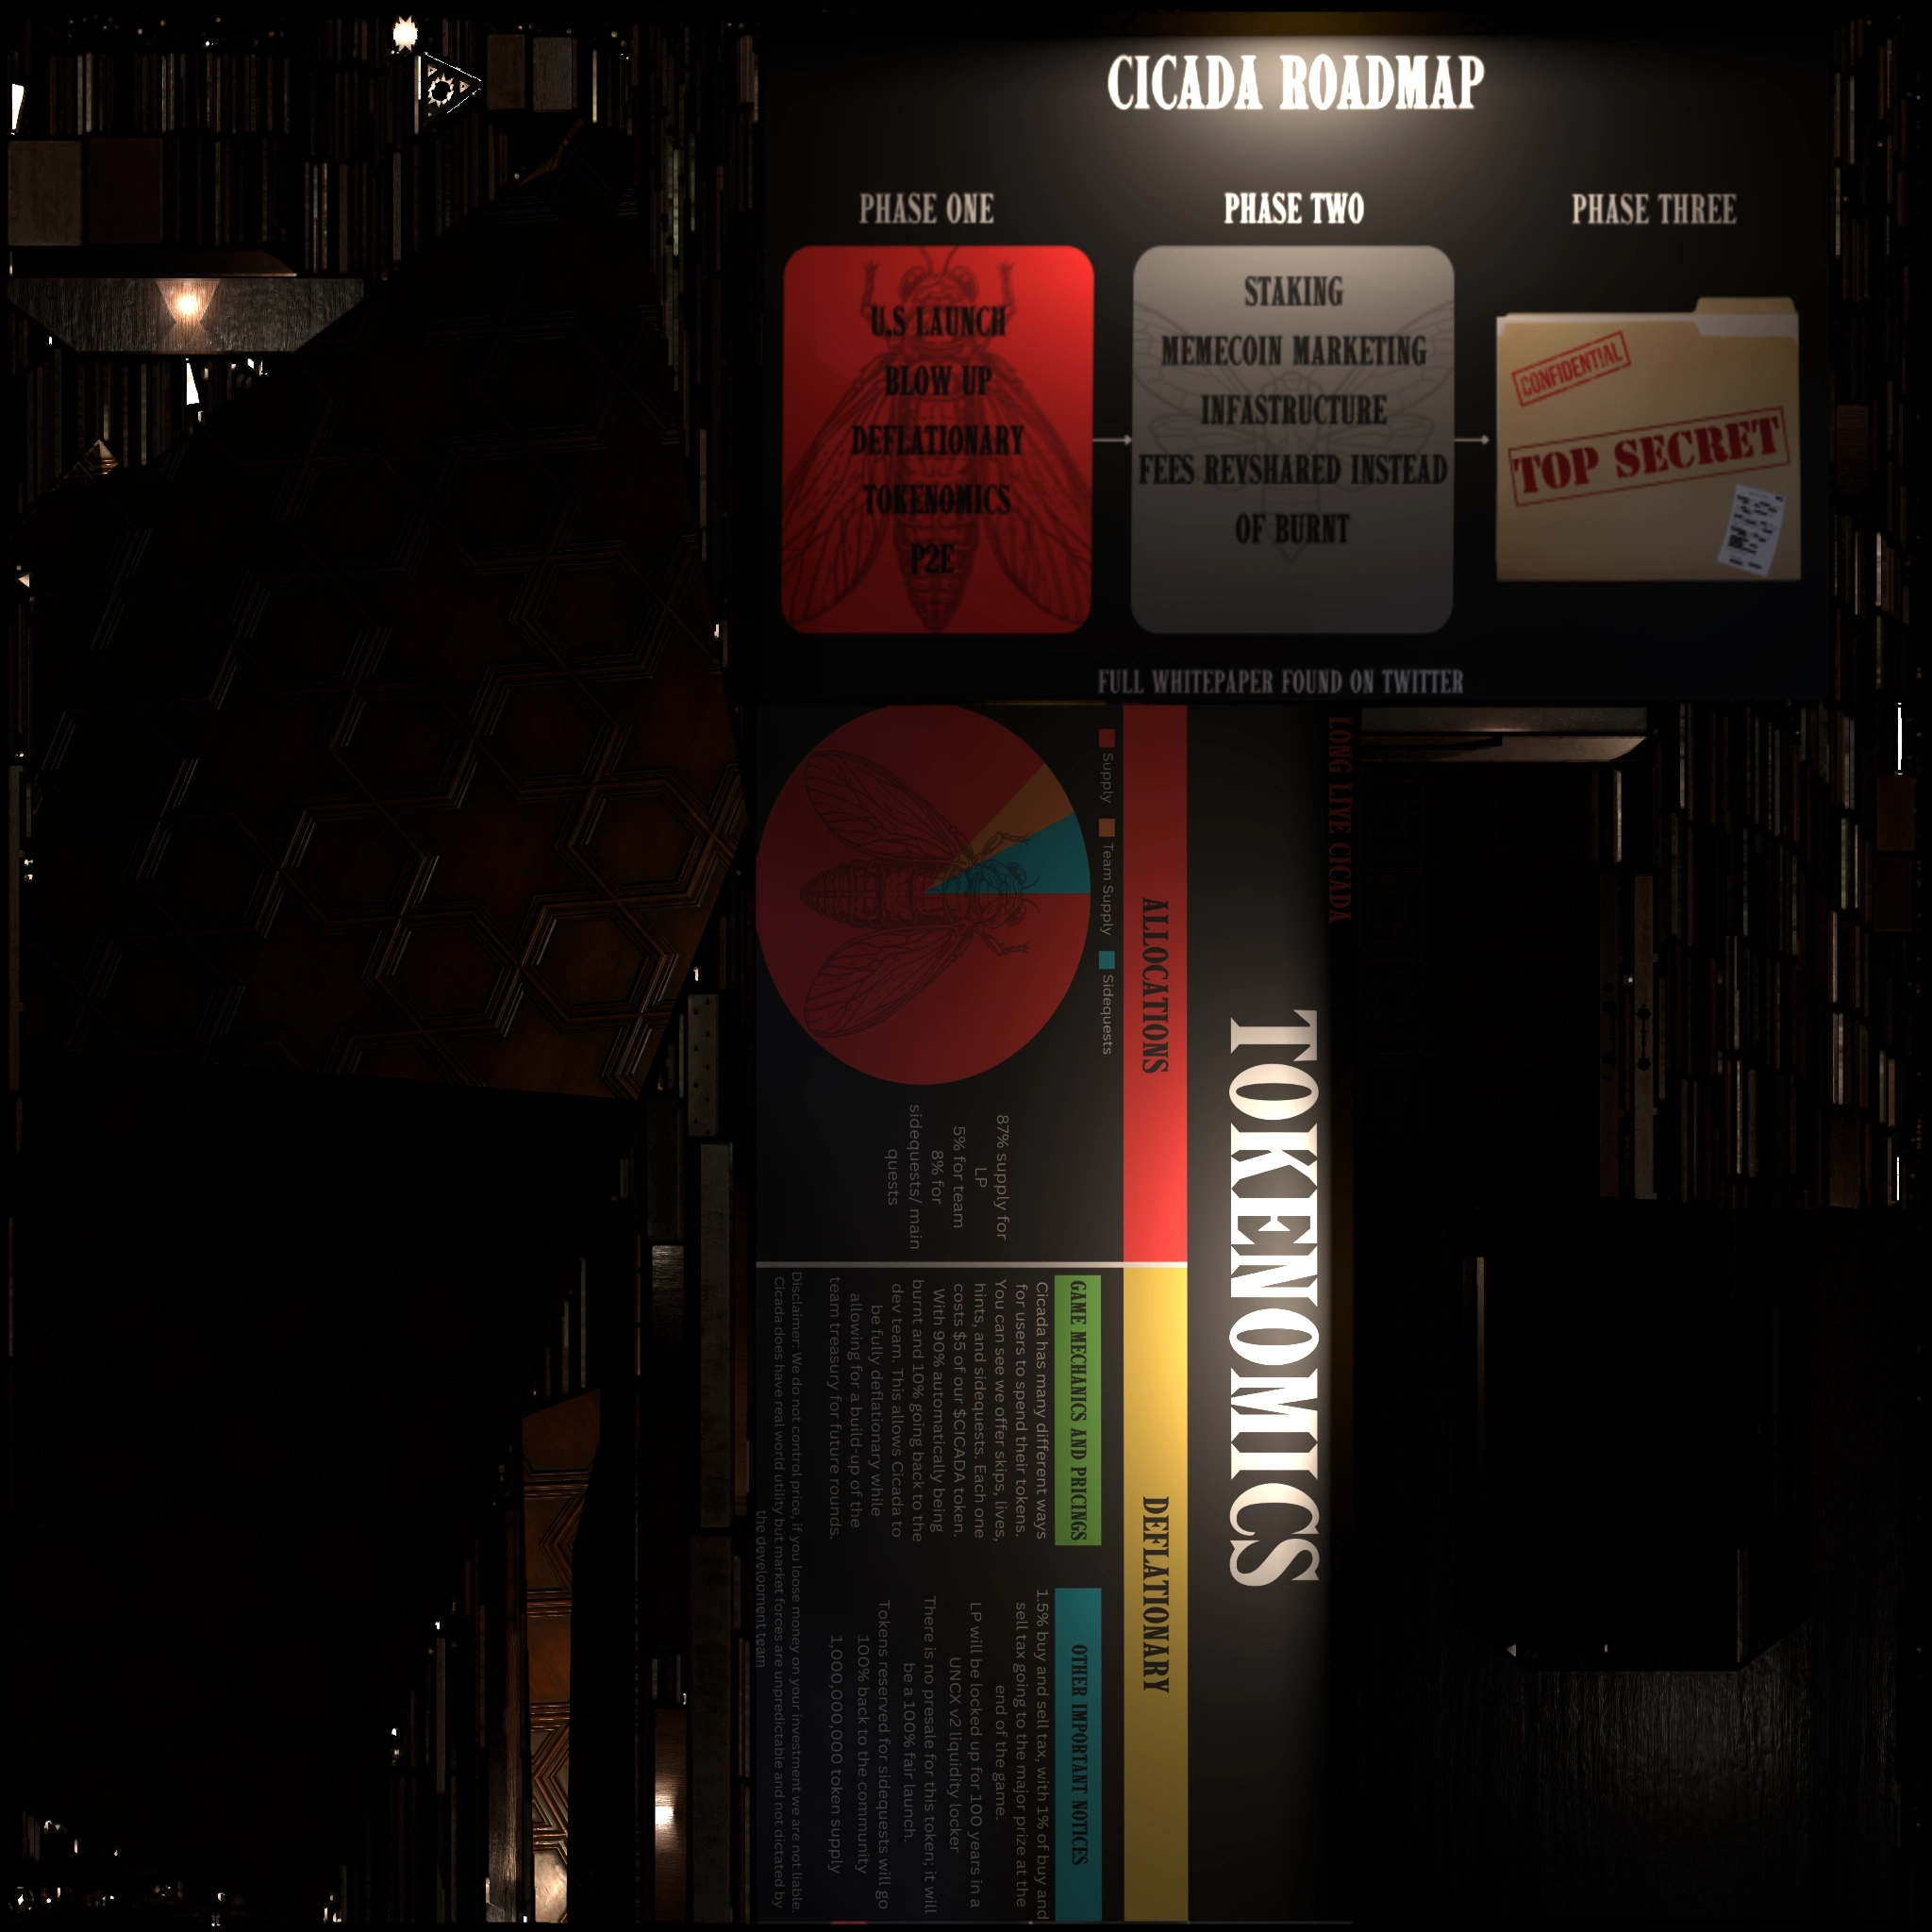 CICADA ROADMAP
PHASE ONE
U.S LAUNCH
BLOW UP
DEFLATIONARY
TOKENOMICS
P2E
PHASE TWO
STAKING
MEMECOIN MARKETING
INFASTRUCTURE
FEES REVSHARED INSTEAD
OF BURNT
PHASE THREE
CONFIDENTIAL
TOP SECRET
FULL WHITEPAPER FOUND ON TWITTER
LONG LIVE CICADA
TOKENOMICS
ALLOCATIONS
Supply
Team Supply
Sidequests
87% supply for
LP
5% for team
8% for
sidequests/ main
quests
DEFLATIONARY
GAME MECHANICS AND PRICINGS
Cicada has many different ways
for users to spend their tokens.
You can see we offer skips, lives,
hints, and sidequests. Each one
costs $5 of our $CICADA token.
With 90% automatically being
burnt and 10% going back to the
dev team. This allows Cicada to
be fully deflationary while
allowing for a build-up of the
team treasury for future rounds.
OTHER IMPORTANT NOTICES
1.5% buy and sell tax, with 1% of buy and
sell tax going to the major prize at the
end of the game.
LP will be locked up for 100 years in a
UNCX v2 liquidity locker
There is no presale for this token; it will
be a 100% fair launch.
Tokens reserved for sidequests will go
100% back to the community
1,000,000,000 token supply
Disclaimer: We do not control price, if you loose money on your investment we are not liable.
Cicada does have real world utility but market forces are unpredictable and not dictated by
the development team